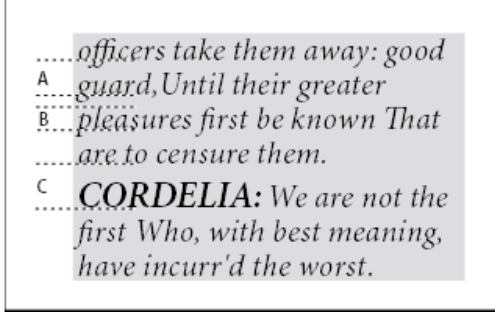 officers take them away: good
A
guard,Until their greater
B
pleasures first be known That
are to censure them.
C
CORDELIA: We are not the
first Who, with best meaning,
have incurr'd the worst.